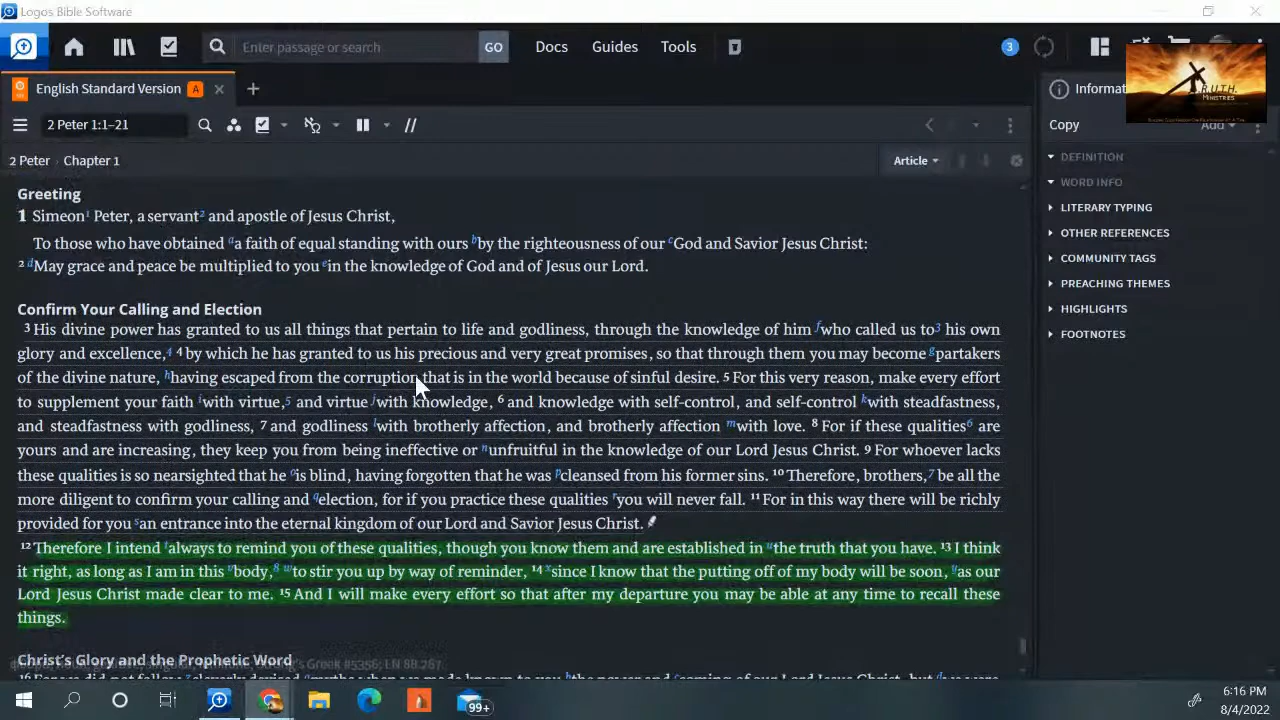 Logos Bible Software
Enter passage or search
GO
Docs
Guides
Tools
3
English Standard Version A
2 Peter 1:1–21
2 Peter › Chapter 1
Article
Greeting
1 Simeon1 Peter, a servant2 and apostle of Jesus Christ,
To those who have obtained a a faith of equal standing with ours b by the righteousness of our c God and Savior Jesus Christ:
2 d May grace and peace be multiplied to you e in the knowledge of God and of Jesus our Lord.
Confirm Your Calling and Election
3 His divine power has granted to us all things that pertain to life and godliness, through the knowledge of him f who called us to3 his own
glory and excellence,4 4 by which he has granted to us his precious and very great promises, so that through them you may become g partakers
of the divine nature, h having escaped from the corruption that is in the world because of sinful desire. 5 For this very reason, make every effort
to supplement your faith i with virtue,5 and virtue j with knowledge, 6 and knowledge with self-control, and self-control k with steadfastness,
and steadfastness with godliness, 7 and godliness l with brotherly affection, and brotherly affection m with love. 8 For if these qualities6 are
yours and are increasing, they keep you from being ineffective or n unfruitful in the knowledge of our Lord Jesus Christ. 9 For whoever lacks
these qualities is so nearsighted that he o is blind, having forgotten that he was p cleansed from his former sins. 10 Therefore, brothers,7 be all the
more diligent to confirm your calling and q election, for if you practice these qualities r you will never fall. 11 For in this way there will be richly
provided for you s an entrance into the eternal kingdom of our Lord and Savior Jesus Christ.
12 Therefore I intend t always to remind you of these qualities, though you know them and are established in u the truth that you have. 13 I think
it right, as long as I am in this v body,8 w to stir you up by way of reminder, 14 x since I know that the putting off of my body will be soon, y as our
Lord Jesus Christ made clear to me. 15 And I will make every effort so that after my departure you may be able at any time to recall these
things.
Christ's Glory and the Prophetic Word
Strong's Greek #5356; LN 88.267
Informat
T.R.U.T.H.
Ministries
Copy
Add
DEFINITION
WORD INFO
LITERARY TYPING
OTHER REFERENCES
COMMUNITY TAGS
PREACHING THEMES
HIGHLIGHTS
FOOTNOTES
99+
6:16 PM
8/4/2022